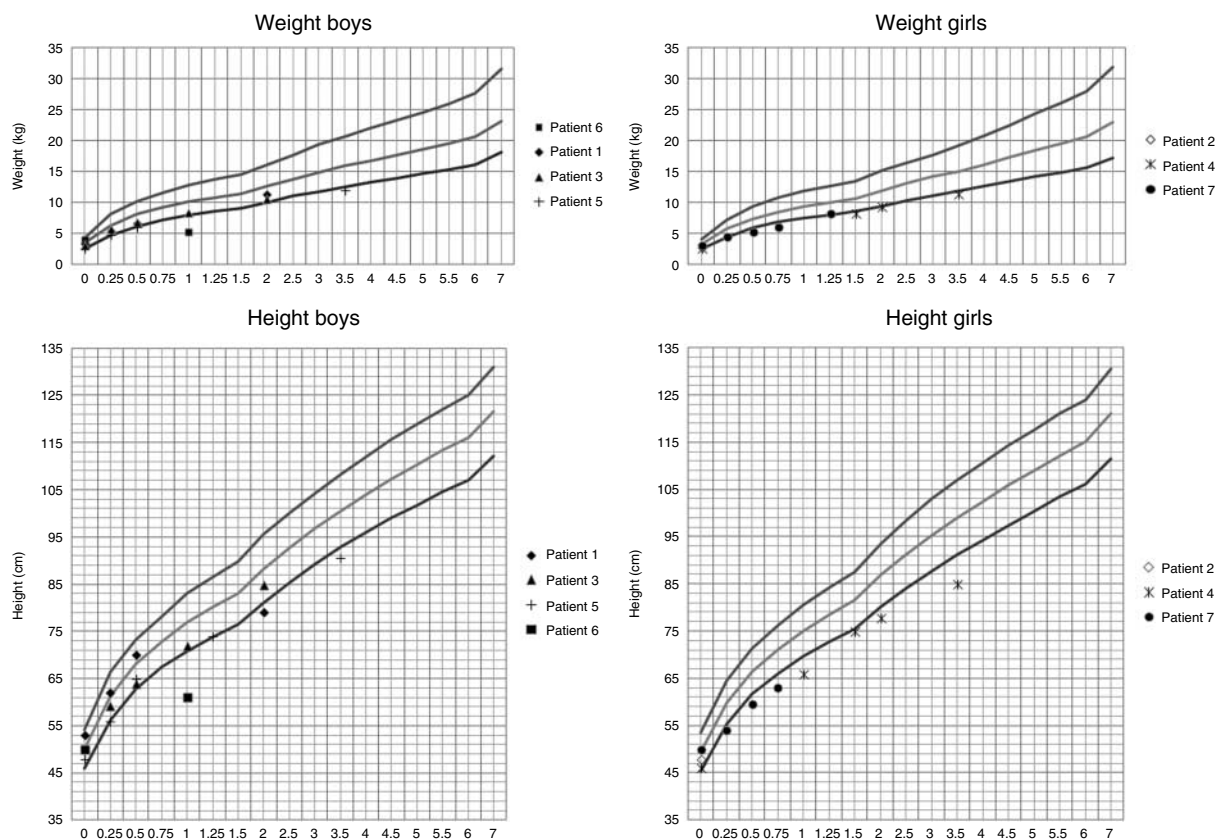 Weight boys
35
30
25
20
15
10
5
0
Weight (kg)
0 0.25 0.5 0.75 1 1.25 1.5 2 2.5 3 3.5 4 4.5 5 5.5 6 7
Patient 6
Patient 1
Patient 3
Patient 5
Weight girls
35
30
25
20
15
10
5
0
Weight (kg)
0 0.25 0.5 0.75 1 1.25 1.5 2 2.5 3 3.5 4 4.5 5 5.5 6 7
Patient 2
Patient 4
Patient 7
Height boys
135
125
115
105
95
85
75
65
55
45
35
Height (cm)
0 0.25 0.5 0.75 1 1.25 1.5 2 2.5 3 3.5 4 4.5 5 5.5 6 7
Patient 1
Patient 3
Patient 5
Patient 6
Height girls
135
125
115
105
95
85
75
65
55
45
35
Height (cm)
0 0.25 0.5 0.75 1 1.25 1.5 2 2.5 3 3.5 4 4.5 5 5.5 6 7
Patient 2
Patient 4
Patient 7